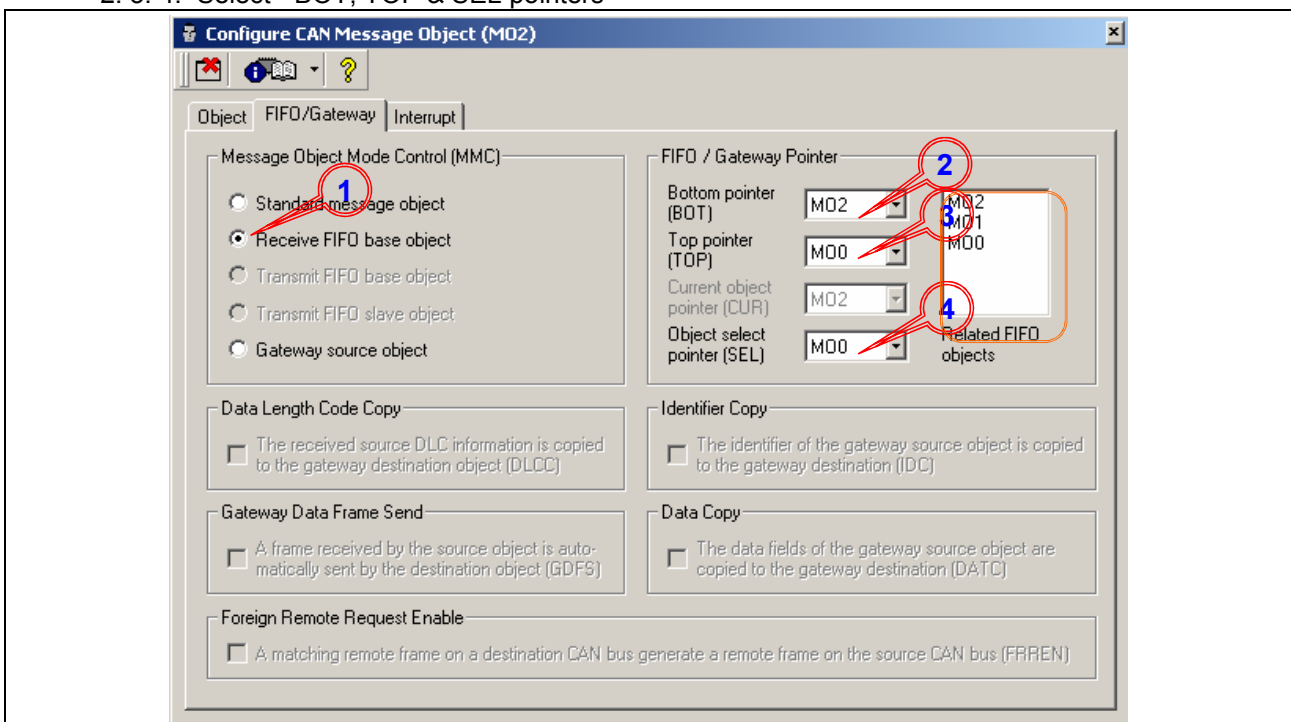 2. 3. 4. Select - BOT, TOP & SEL pointers
Configure CAN Message Object (MO2)
Object FIFO/Gateway Interrupt
Message Object Mode Control (MMC)
1
Standard message object
Receive FIFO base object
Transmit FIFO base object
Transmit FIFO slave object
Gateway source object
FIFO / Gateway Pointer
2
Bottom pointer
(BOT)
MO2
3
Top pointer
(TOP)
MO0
Current object
pointer (CUR)
MO2
4
Object select
pointer (SEL)
MO0
MO2
MO1
MO0
Related FIFO
objects
Data Length Code Copy
The received source DLC information is copied
to the gateway destination object (DLCC)
Identifier Copy
The identifier of the gateway source object is copied
to the gateway destination (IDC)
Gateway Data Frame Send
A frame received by the source object is auto-
matically sent by the destination object (GDFS)
Data Copy
The data fields of the gateway source object are
copied to the gateway destination (DATC)
Foreign Remote Request Enable
A matching remote frame on a destination CAN bus generate a remote frame on the source CAN bus (FRREN)